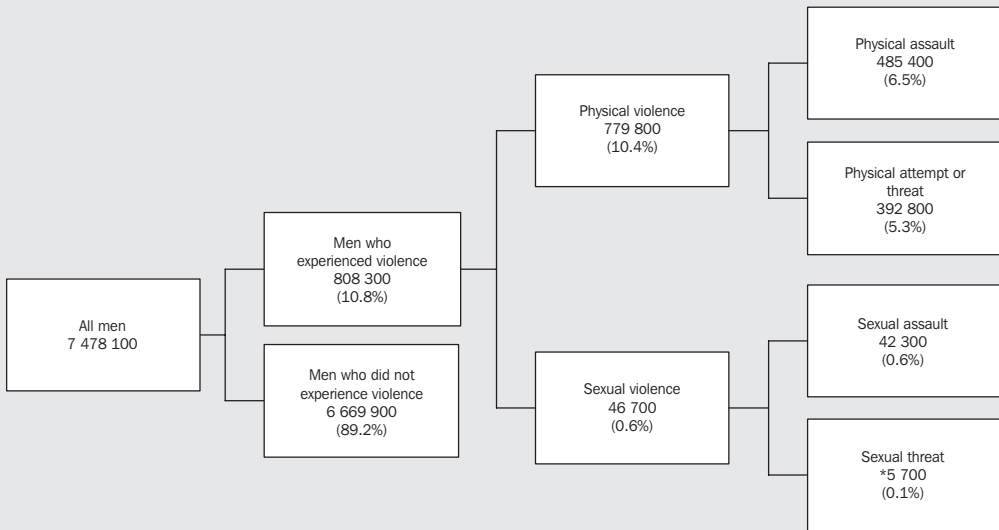 All men
7 478 100
Men who
experienced violence
808 300
(10.8%)
Men who did not
experience violence
6 669 900
(89.2%)
Physical violence
779 800
(10.4%)
Sexual violence
46 700
(0.6%)
Physical assault
485 400
(6.5%)
Physical attempt or
threat
392 800
(5.3%)
Sexual assault
42 300
(0.6%)
Sexual threat
*5 700
(0.1%)